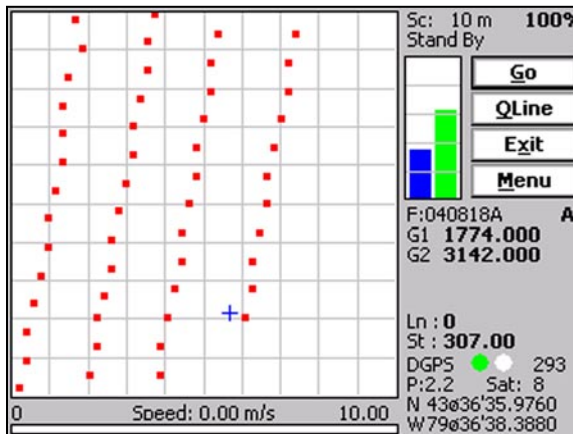 Sc: 10 m 100%
Stand By
Go
QLine
Exit
Menu
F:040818A A
G1 1774.000
G2 3142.000
Ln : 0
St : 307.00
DGPS 293
P:2.2 Sat: 8
N 43ø36'35.9760
W 79ø36'38.3880
0 Speed: 0.00 m/s 10.00